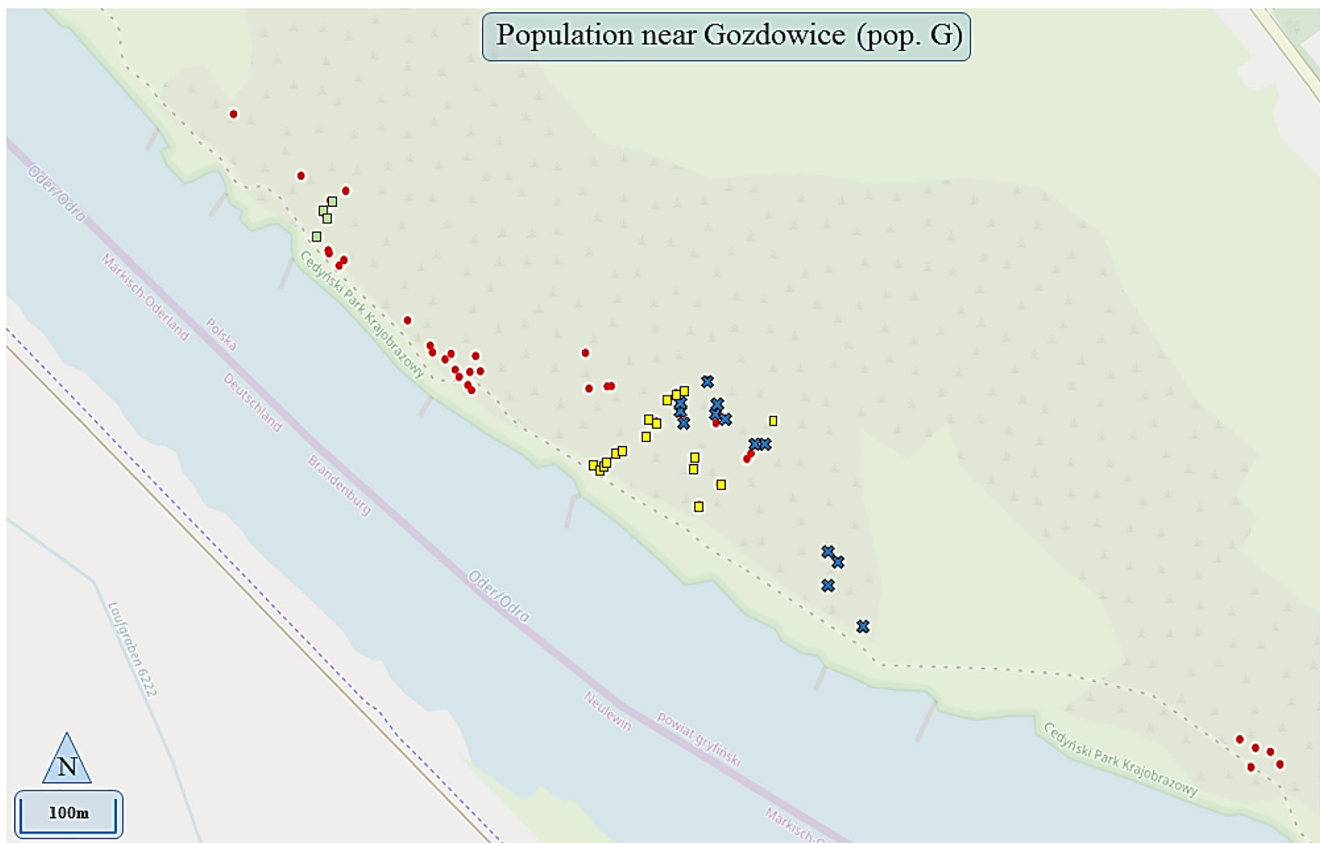 Population near Gozdowice (pop. G)
Oder/Odra
Märkisch-Oderland
Polska
Cedyński Park Krajobrazowy
Deutschland
Brandenburg
Oder/Odra
Laufgraben 6222
Neulewin
powiat gryfiński
Cedyński Park Krajobrazowy
N
100m